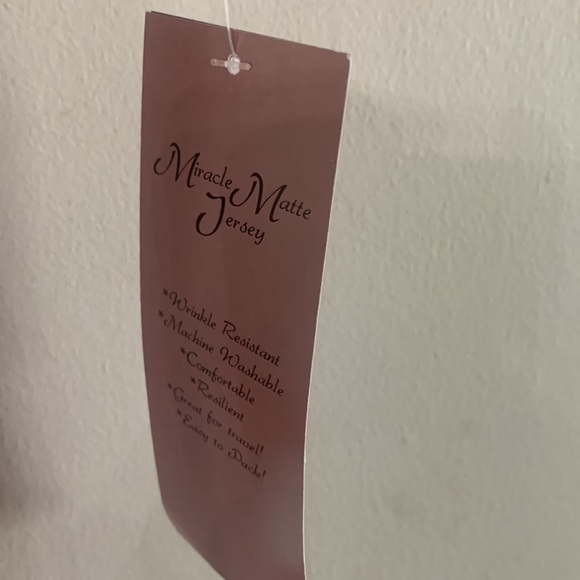 Miracle Matte
Jersey
*Wrinkle Resistant
*Machine Washable
*Comfortable
*Resilient
*Great for travel!
*Easy to Pack!